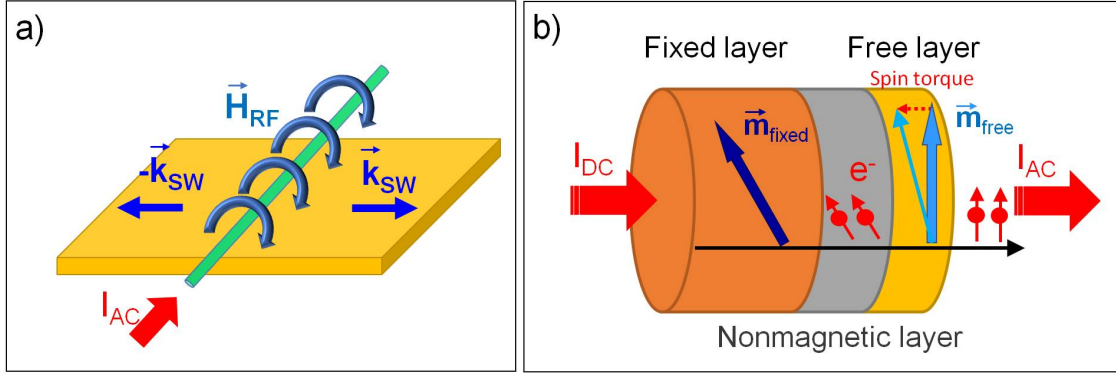 a)
H⃗RF
-k⃗SW
k⃗SW
IAC
b)
Fixed layer
Free layer
Spin torque
m⃗fixed
m⃗free
IDC
e-
IAC
Nonmagnetic layer